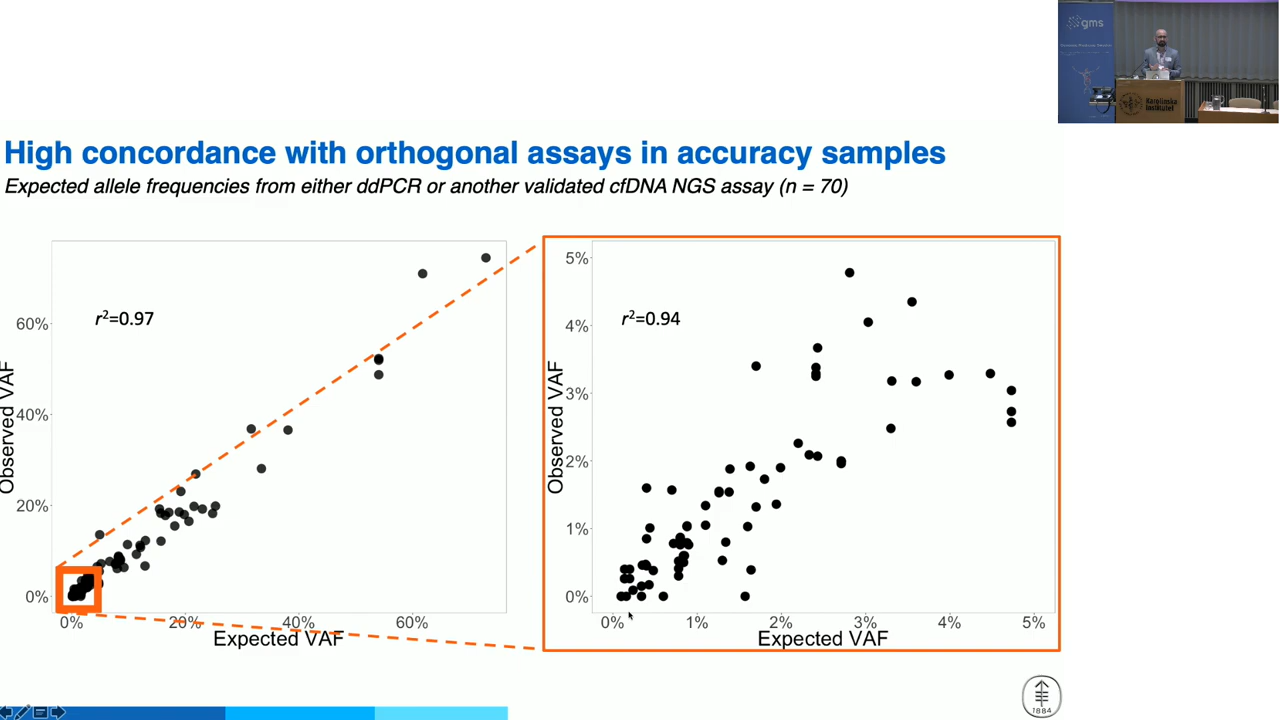 gms
Karolinska
Institutet
High concordance with orthogonal assays in accuracy samples
Expected allele frequencies from either ddPCR or another validated cfDNA NGS assay (n = 70)
r²=0.97
60%
40%
20%
0%
Observed VAF
0%
20%
40%
60%
Expected VAF
r²=0.94
5%
4%
3%
2%
1%
0%
Observed VAF
0%
1%
2%
3%
4%
5%
Expected VAF
1884